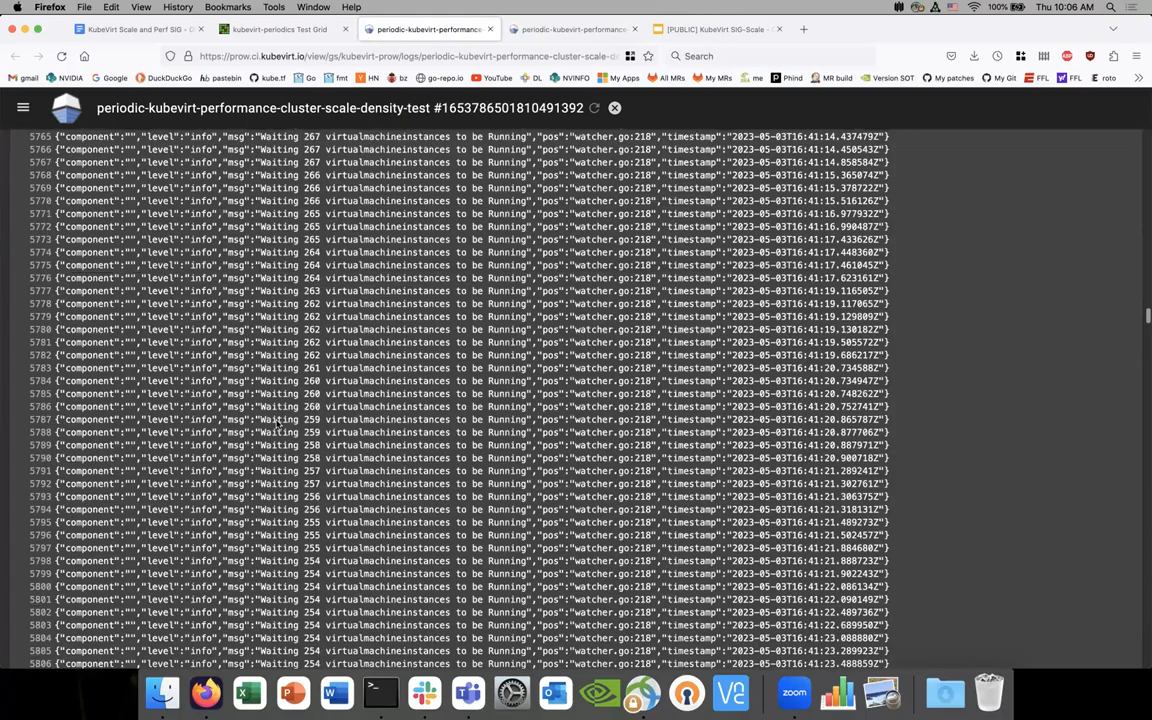 Firefox File Edit View History Bookmarks Tools Window Help 100% Thu 10:06 AM
KubeVirt Scale and Perf SIG - kubevirt-periodics Test Grid periodic-kubevirt-performance- periodic-kubevirt-performance- [PUBLIC] KubeVirt SIG-Scale -
https://prow.ci.kubevirt.io/view/gs/kubevirt-prow/logs/periodic-kubevirt-performance-cluster-scale-d Search
gmail NVIDIA Google DuckDuckGo pastebin kube.tf Go fmt HN bz go-repo.io YouTube DL NVINFO My Apps All MRs My MRs me Phind MR build Version SOT My patches My Git FFL FFL eroto
periodic-kubevirt-performance-cluster-scale-density-test #1653786501810491392
5765 {"component":"","level":"info","msg":"Waiting 267 virtualmachineinstances to be Running","pos":"watcher.go:218","timestamp":"2023-05-03T16:41:14.437479Z"}
5766 {"component":"","level":"info","msg":"Waiting 267 virtualmachineinstances to be Running","pos":"watcher.go:218","timestamp":"2023-05-03T16:41:14.450543Z"}
5767 {"component":"","level":"info","msg":"Waiting 267 virtualmachineinstances to be Running","pos":"watcher.go:218","timestamp":"2023-05-03T16:41:14.858584Z"}
5768 {"component":"","level":"info","msg":"Waiting 266 virtualmachineinstances to be Running","pos":"watcher.go:218","timestamp":"2023-05-03T16:41:15.365074Z"}
5769 {"component":"","level":"info","msg":"Waiting 266 virtualmachineinstances to be Running","pos":"watcher.go:218","timestamp":"2023-05-03T16:41:15.378722Z"}
5770 {"component":"","level":"info","msg":"Waiting 266 virtualmachineinstances to be Running","pos":"watcher.go:218","timestamp":"2023-05-03T16:41:15.516126Z"}
5771 {"component":"","level":"info","msg":"Waiting 265 virtualmachineinstances to be Running","pos":"watcher.go:218","timestamp":"2023-05-03T16:41:16.977932Z"}
5772 {"component":"","level":"info","msg":"Waiting 265 virtualmachineinstances to be Running","pos":"watcher.go:218","timestamp":"2023-05-03T16:41:16.990487Z"}
5773 {"component":"","level":"info","msg":"Waiting 265 virtualmachineinstances to be Running","pos":"watcher.go:218","timestamp":"2023-05-03T16:41:17.433626Z"}
5774 {"component":"","level":"info","msg":"Waiting 264 virtualmachineinstances to be Running","pos":"watcher.go:218","timestamp":"2023-05-03T16:41:17.448360Z"}
5775 {"component":"","level":"info","msg":"Waiting 264 virtualmachineinstances to be Running","pos":"watcher.go:218","timestamp":"2023-05-03T16:41:17.461045Z"}
5776 {"component":"","level":"info","msg":"Waiting 264 virtualmachineinstances to be Running","pos":"watcher.go:218","timestamp":"2023-05-03T16:41:17.623161Z"}
5777 {"component":"","level":"info","msg":"Waiting 263 virtualmachineinstances to be Running","pos":"watcher.go:218","timestamp":"2023-05-03T16:41:19.116505Z"}
5778 {"component":"","level":"info","msg":"Waiting 262 virtualmachineinstances to be Running","pos":"watcher.go:218","timestamp":"2023-05-03T16:41:19.117065Z"}
5779 {"component":"","level":"info","msg":"Waiting 262 virtualmachineinstances to be Running","pos":"watcher.go:218","timestamp":"2023-05-03T16:41:19.129809Z"}
5780 {"component":"","level":"info","msg":"Waiting 262 virtualmachineinstances to be Running","pos":"watcher.go:218","timestamp":"2023-05-03T16:41:19.130182Z"}
5781 {"component":"","level":"info","msg":"Waiting 262 virtualmachineinstances to be Running","pos":"watcher.go:218","timestamp":"2023-05-03T16:41:19.505572Z"}
5782 {"component":"","level":"info","msg":"Waiting 262 virtualmachineinstances to be Running","pos":"watcher.go:218","timestamp":"2023-05-03T16:41:19.686217Z"}
5783 {"component":"","level":"info","msg":"Waiting 261 virtualmachineinstances to be Running","pos":"watcher.go:218","timestamp":"2023-05-03T16:41:20.734588Z"}
5784 {"component":"","level":"info","msg":"Waiting 260 virtualmachineinstances to be Running","pos":"watcher.go:218","timestamp":"2023-05-03T16:41:20.734947Z"}
5785 {"component":"","level":"info","msg":"Waiting 260 virtualmachineinstances to be Running","pos":"watcher.go:218","timestamp":"2023-05-03T16:41:20.748262Z"}
5786 {"component":"","level":"info","msg":"Waiting 260 virtualmachineinstances to be Running","pos":"watcher.go:218","timestamp":"2023-05-03T16:41:20.752741Z"}
5787 {"component":"","level":"info","msg":"Waiting 259 virtualmachineinstances to be Running","pos":"watcher.go:218","timestamp":"2023-05-03T16:41:20.865787Z"}
5788 {"component":"","level":"info","msg":"Waiting 259 virtualmachineinstances to be Running","pos":"watcher.go:218","timestamp":"2023-05-03T16:41:20.877706Z"}
5789 {"component":"","level":"info","msg":"Waiting 258 virtualmachineinstances to be Running","pos":"watcher.go:218","timestamp":"2023-05-03T16:41:20.887971Z"}
5790 {"component":"","level":"info","msg":"Waiting 258 virtualmachineinstances to be Running","pos":"watcher.go:218","timestamp":"2023-05-03T16:41:20.900718Z"}
5791 {"component":"","level":"info","msg":"Waiting 257 virtualmachineinstances to be Running","pos":"watcher.go:218","timestamp":"2023-05-03T16:41:21.289241Z"}
5792 {"component":"","level":"info","msg":"Waiting 257 virtualmachineinstances to be Running","pos":"watcher.go:218","timestamp":"2023-05-03T16:41:21.302761Z"}
5793 {"component":"","level":"info","msg":"Waiting 256 virtualmachineinstances to be Running","pos":"watcher.go:218","timestamp":"2023-05-03T16:41:21.306375Z"}
5794 {"component":"","level":"info","msg":"Waiting 256 virtualmachineinstances to be Running","pos":"watcher.go:218","timestamp":"2023-05-03T16:41:21.318131Z"}
5795 {"component":"","level":"info","msg":"Waiting 255 virtualmachineinstances to be Running","pos":"watcher.go:218","timestamp":"2023-05-03T16:41:21.489273Z"}
5796 {"component":"","level":"info","msg":"Waiting 255 virtualmachineinstances to be Running","pos":"watcher.go:218","timestamp":"2023-05-03T16:41:21.502457Z"}
5797 {"component":"","level":"info","msg":"Waiting 255 virtualmachineinstances to be Running","pos":"watcher.go:218","timestamp":"2023-05-03T16:41:21.884680Z"}
5798 {"component":"","level":"info","msg":"Waiting 254 virtualmachineinstances to be Running","pos":"watcher.go:218","timestamp":"2023-05-03T16:41:21.888723Z"}
5799 {"component":"","level":"info","msg":"Waiting 254 virtualmachineinstances to be Running","pos":"watcher.go:218","timestamp":"2023-05-03T16:41:21.902243Z"}
5800 {"component":"","level":"info","msg":"Waiting 254 virtualmachineinstances to be Running","pos":"watcher.go:218","timestamp":"2023-05-03T16:41:22.086134Z"}
5801 {"component":"","level":"info","msg":"Waiting 254 virtualmachineinstances to be Running","pos":"watcher.go:218","timestamp":"2023-05-03T16:41:22.090149Z"}
5802 {"component":"","level":"info","msg":"Waiting 254 virtualmachineinstances to be Running","pos":"watcher.go:218","timestamp":"2023-05-03T16:41:22.489736Z"}
5803 {"component":"","level":"info","msg":"Waiting 254 virtualmachineinstances to be Running","pos":"watcher.go:218","timestamp":"2023-05-03T16:41:22.689950Z"}
5804 {"component":"","level":"info","msg":"Waiting 254 virtualmachineinstances to be Running","pos":"watcher.go:218","timestamp":"2023-05-03T16:41:23.088880Z"}
5805 {"component":"","level":"info","msg":"Waiting 254 virtualmachineinstances to be Running","pos":"watcher.go:218","timestamp":"2023-05-03T16:41:23.289923Z"}
5806 {"component":"","level":"info","msg":"Waiting 254 virtualmachineinstances to be Running","pos":"watcher.go:218","timestamp":"2023-05-03T16:41:23.488859Z"}
zoom